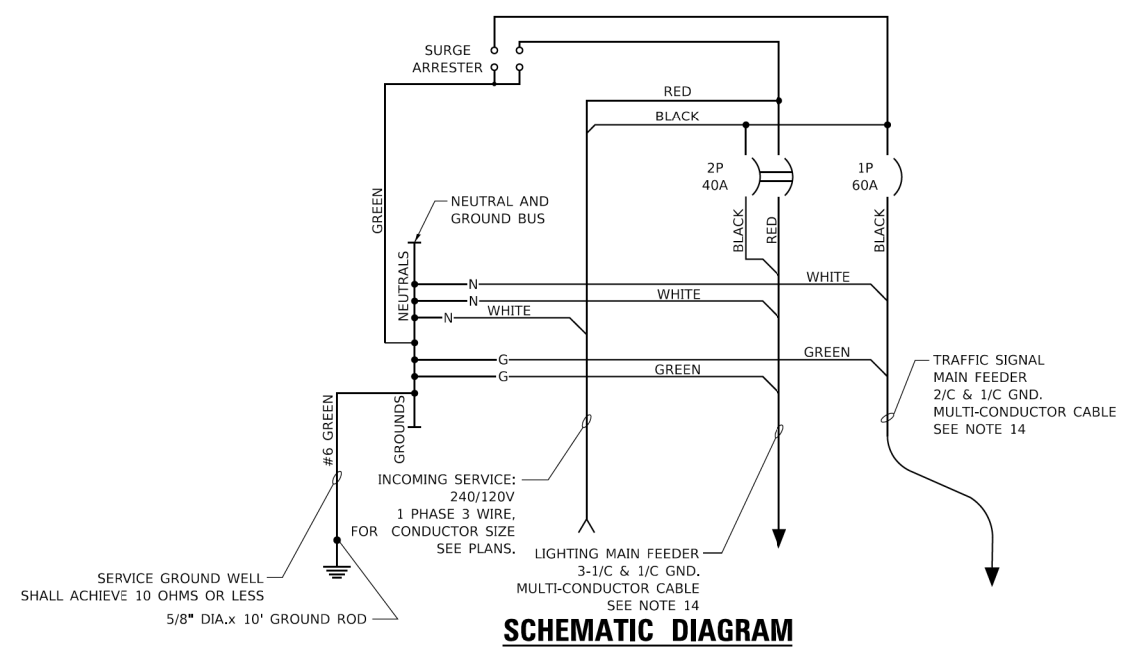 SURGE
ARRESTER
RED
BLACK
2P
40A
1P
60A
GREEN
NEUTRAL AND
GROUND BUS
BLACK
RED
BLACK
NEUTRALS
N
WHITE
N
WHITE
N
WHITE
G
GREEN
G
GREEN
TRAFFIC SIGNAL
MAIN FEEDER
2/C & 1/C GND.
MULTI-CONDUCTOR CABLE
SEE NOTE 14
#6 GREEN
GROUNDS
INCOMING SERVICE:
240/120V
1 PHASE 3 WIRE,
FOR CONDUCTOR SIZE
SEE PLANS.
LIGHTING MAIN FEEDER
3-1/C & 1/C GND.
MULTI-CONDUCTOR CABLE
SEE NOTE 14
SERVICE GROUND WELL
SHALL ACHIEVE 10 OHMS OR LESS
5/8" DIA.x 10' GROUND ROD
SCHEMATIC DIAGRAM